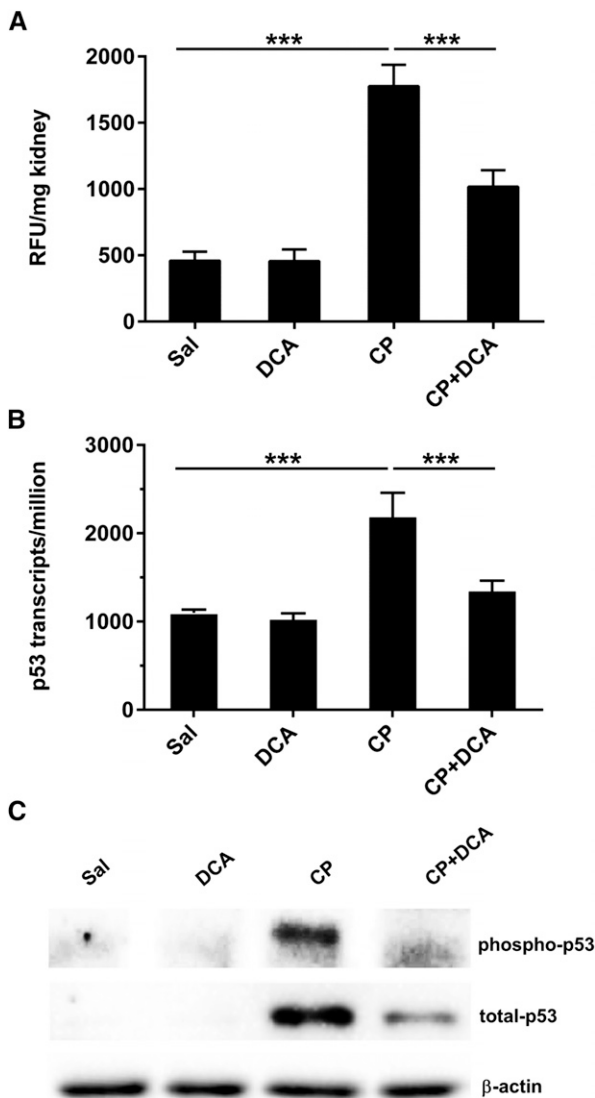 A
*** ***
2000
1500
1000
500
0
RFU/mg kidney
Sal DCA CP CP+DCA
B
*** ***
3000
2000
1000
0
p53 transcripts/million
Sal DCA CP CP+DCA
C
Sal DCA CP CP+DCA
phospho-p53
total-p53
β-actin